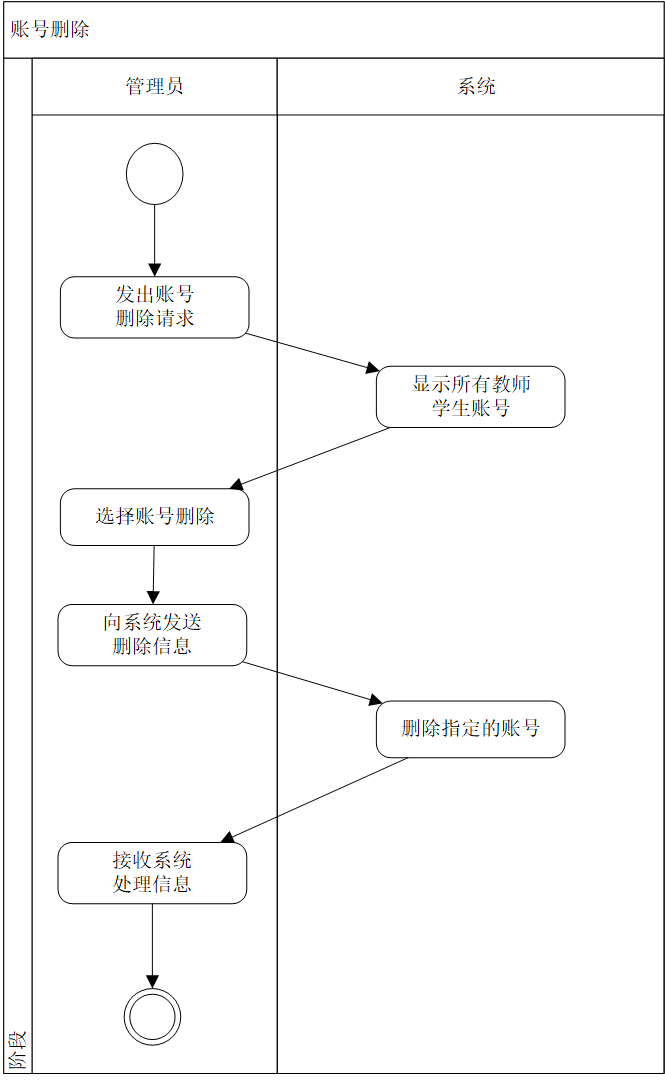 账号删除
管理员
系统
发出账号
删除请求
显示所有教师
学生账号
选择账号删除
向系统发送
删除信息
删除指定的账号
接收系统
处理信息
阶段